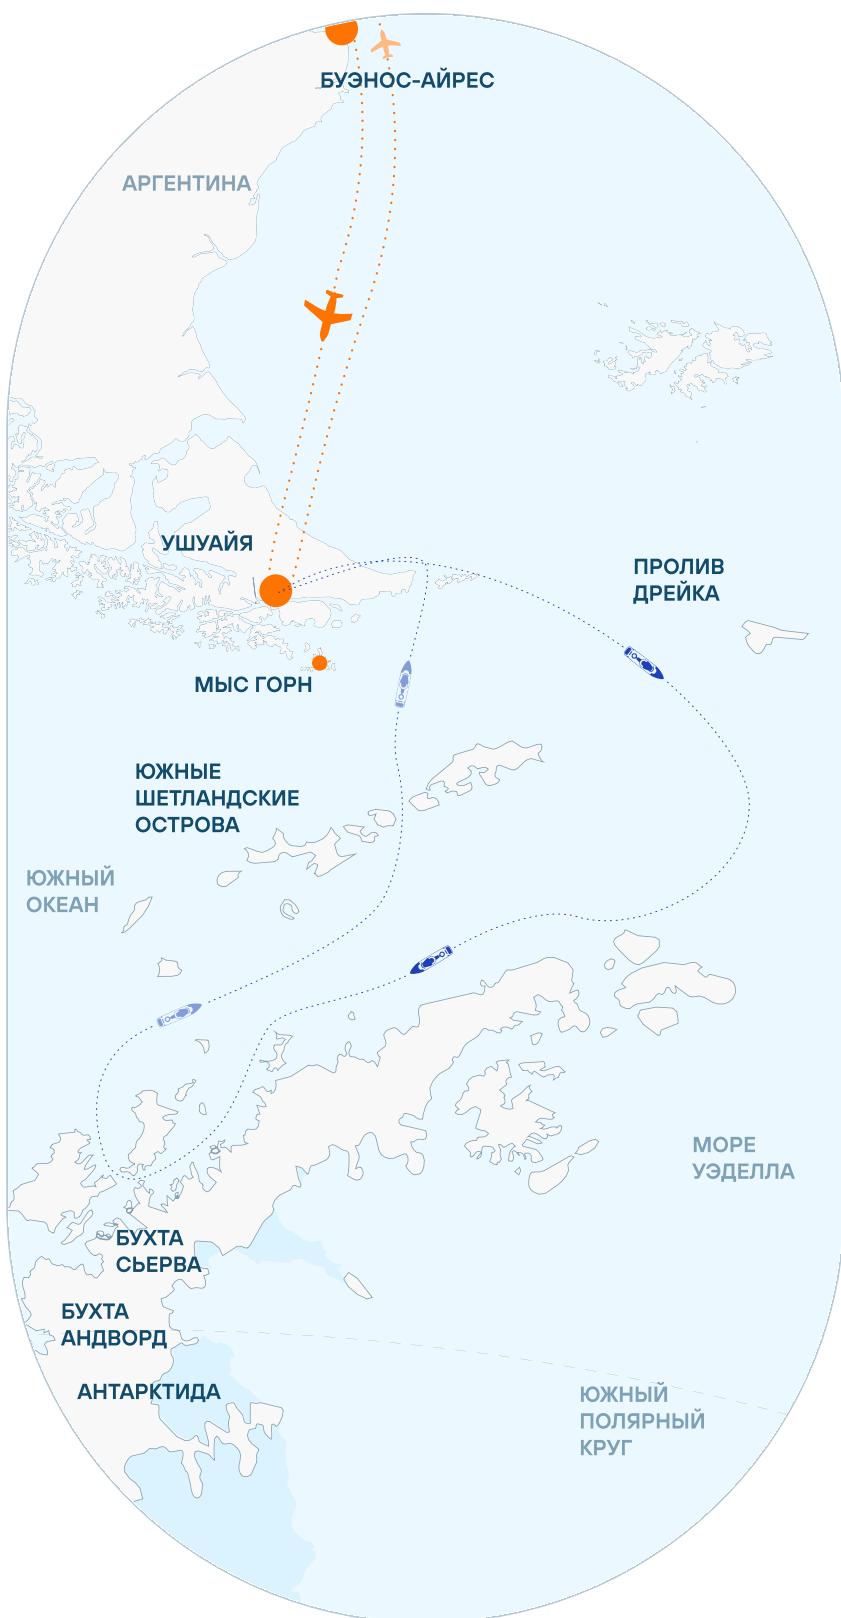 БУЭНОС-АЙРЕС
АРГЕНТИНА
УШУАЙЯ
ПРОЛИВ
ДРЕЙКА
МЫС ГОРН
ЮЖНЫЕ
ШЕТЛАНДСКИЕ
ОСТРОВА
ЮЖНЫЙ
ОКЕАН
МОРЕ
УЭДЕЛЛА
БУХТА
СЬЕРВА
БУХТА
АНДВОРД
АНТАРКТИДА
ЮЖНЫЙ
ПОЛЯРНЫЙ
КРУГ